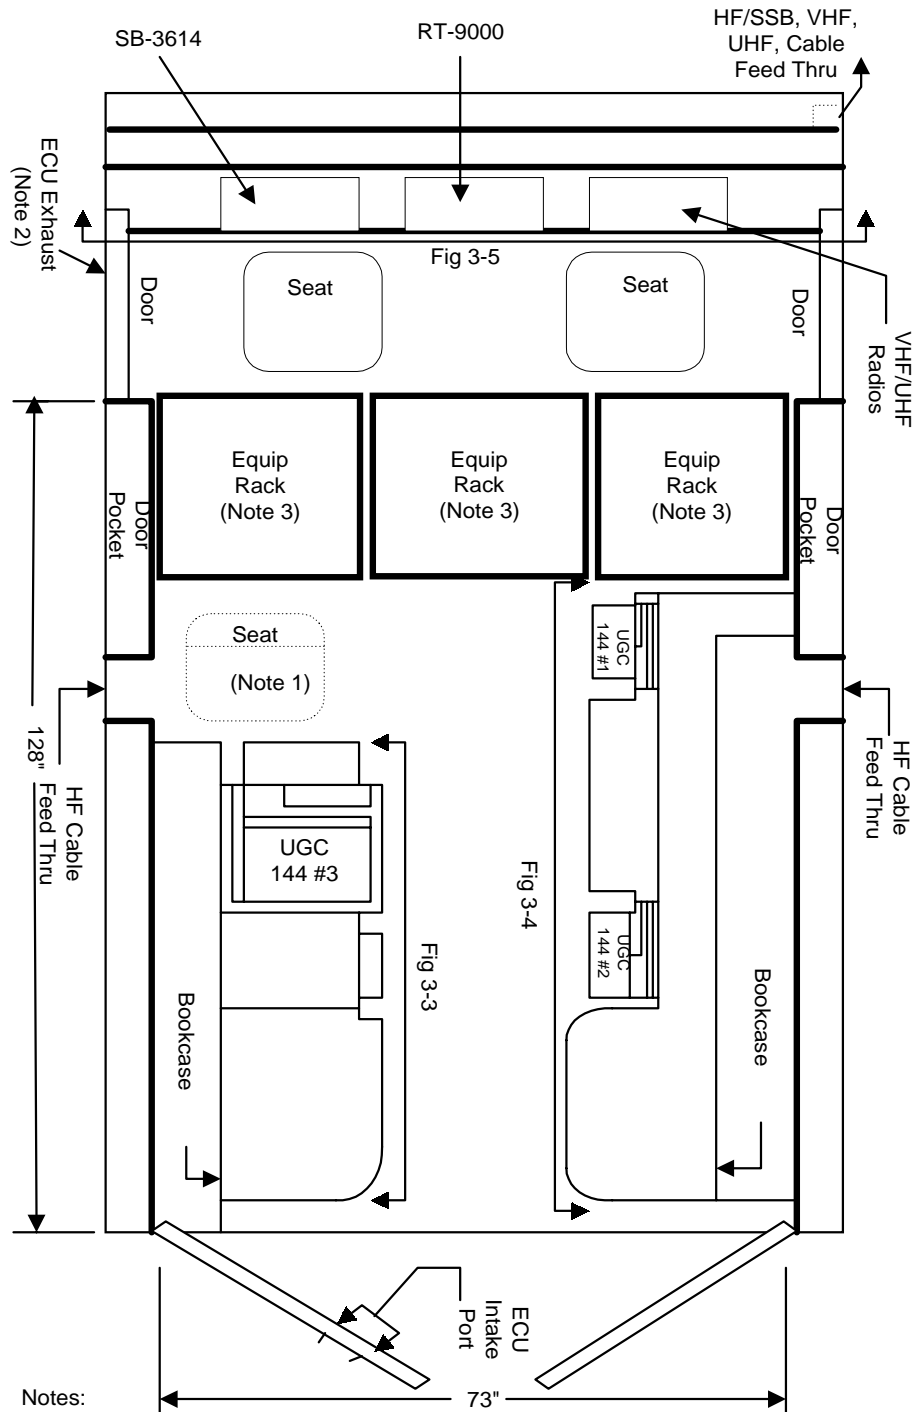 SB-3614
RT-9000
HF/SSB, VHF,
UHF, Cable
Feed Thru
ECU Exhaust
(Note 2)
Fig 3-5
Door
Seat
Seat
Door
VHF/UHF
Radios
Equip
Rack
(Note 3)
Equip
Rack
(Note 3)
Equip
Rack
(Note 3)
Door
Pocket
Door
Pocket
Seat
(Note 1)
UGC
144 #1
HF Cable
Feed Thru
128"
HF Cable
Feed Thru
UGC
144 #3
Fig 3-4
Fig 3-3
UGC
144 #2
Bookcase
Bookcase
ECU
Intake
Port
Notes:
73"